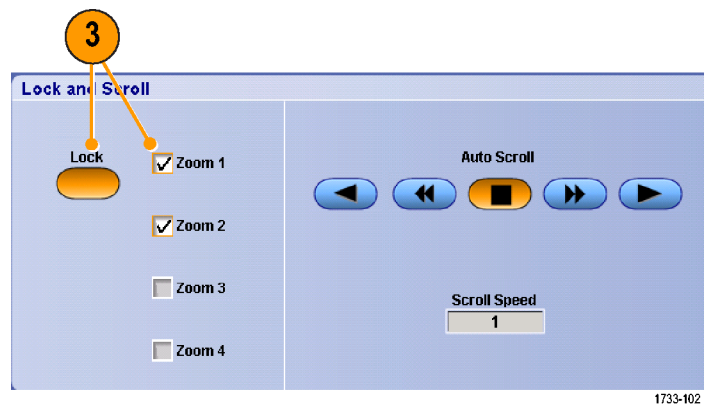 3
Lock and Scroll
Lock
Zoom 1
Zoom 2
Zoom 3
Zoom 4
Auto Scroll
Scroll Speed
1
1733-102